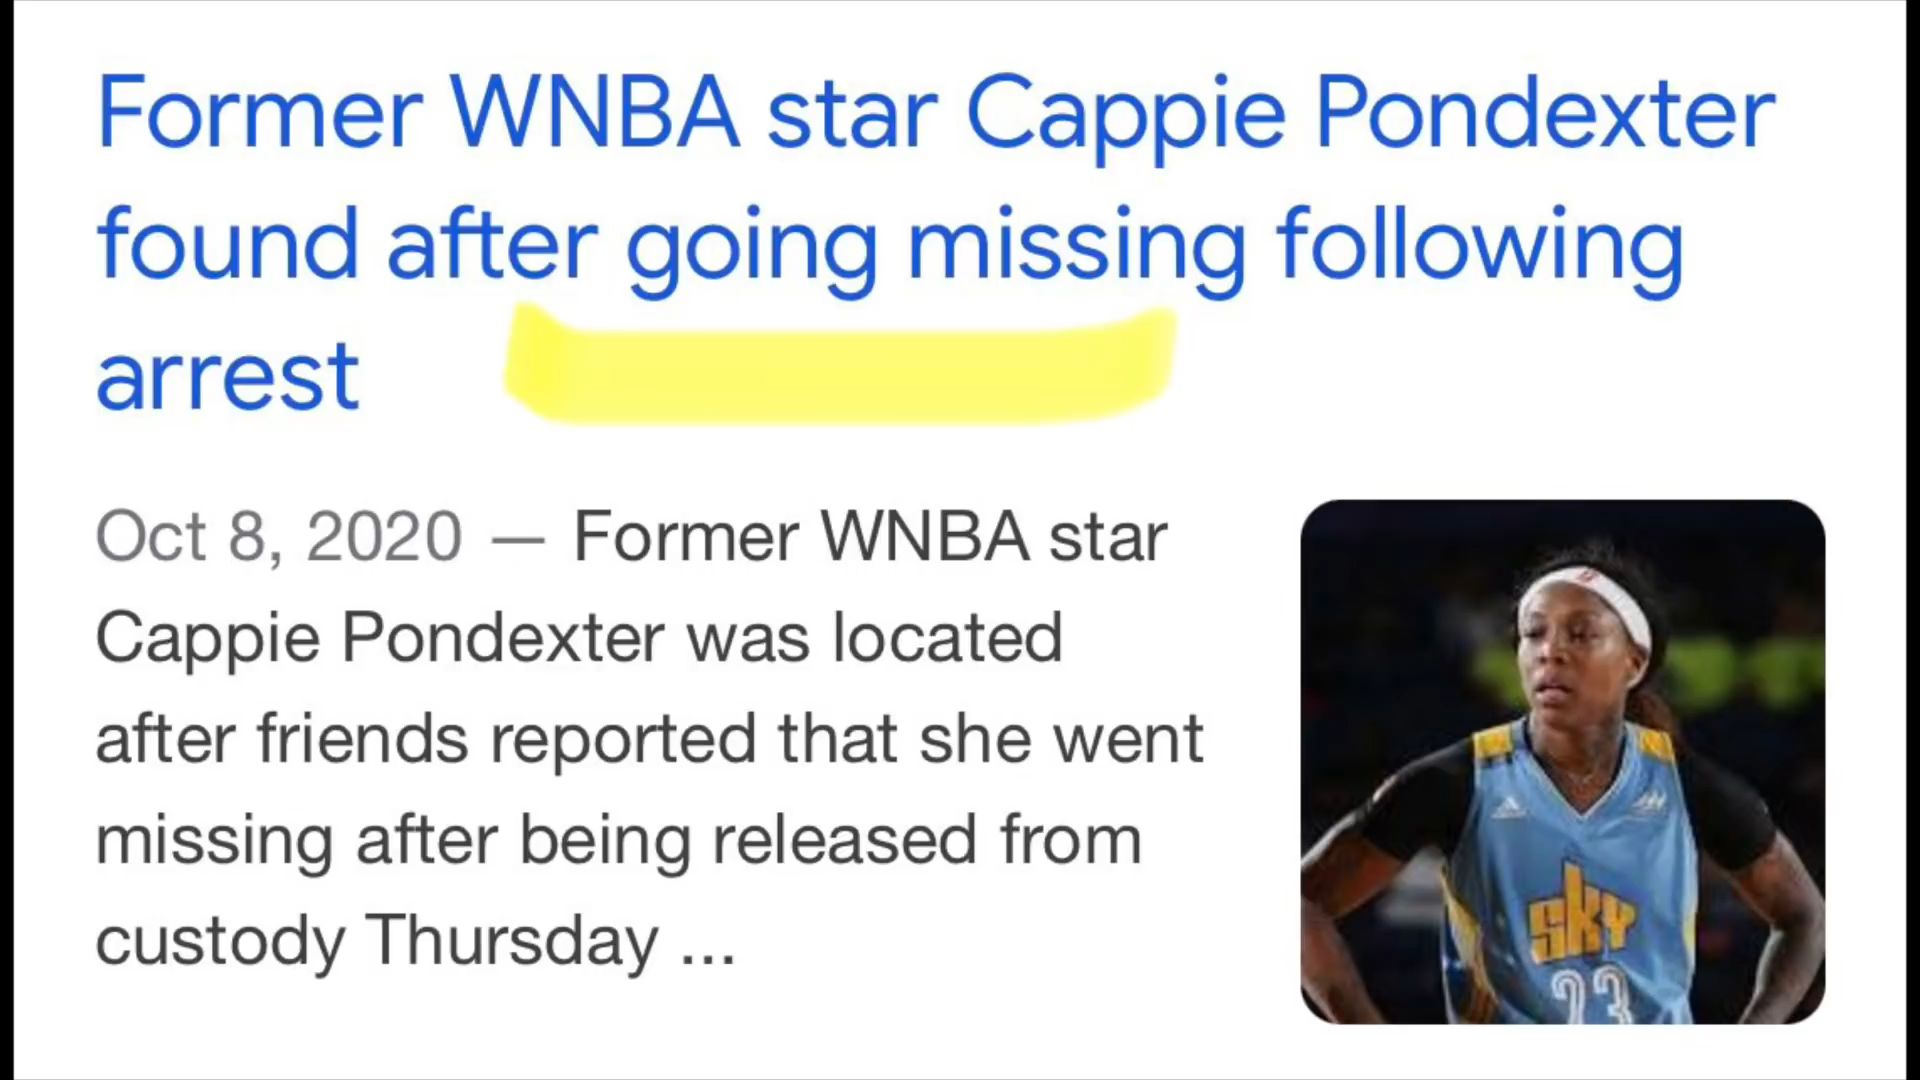 Former WNBA star Cappie Pondexter
found after going missing following
arrest
Oct 8, 2020 — Former WNBA star
Cappie Pondexter was located
after friends reported that she went
missing after being released from
custody Thursday ...
SKY
23